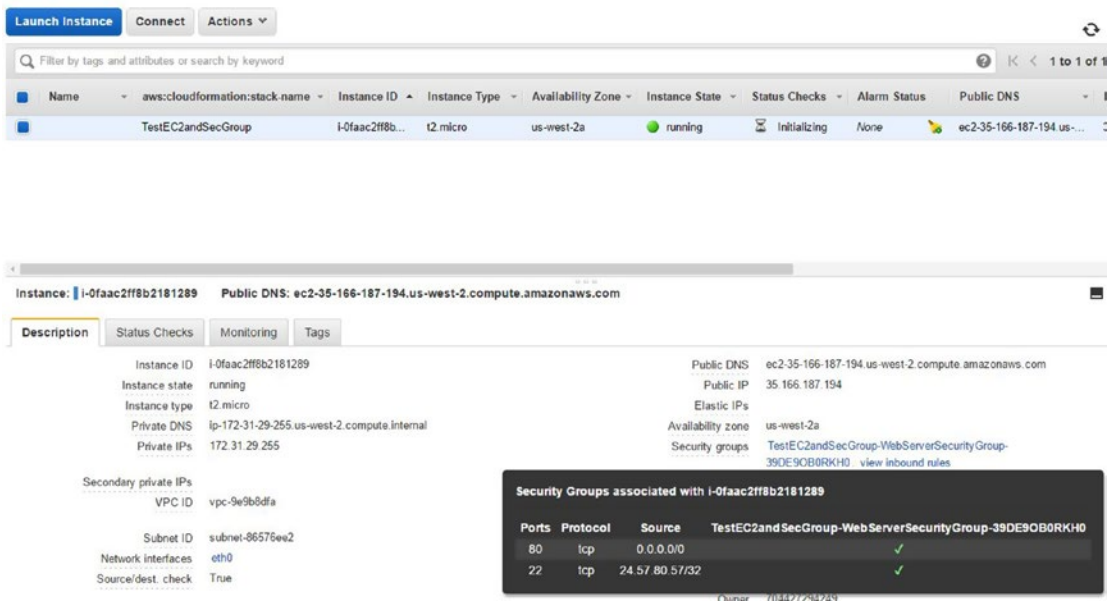 Launch Instance Connect Actions
Filter by tags and attributes or search by keyword 1 to 1 of 1
Name aws:cloudformation:stack-name Instance ID Instance Type Availability Zone Instance State Status Checks Alarm Status Public DNS
TestEC2andSecGroup i-0faac2ff8b... t2.micro us-west-2a running Initializing None ec2-35-166-187-194.us-...
Instance: i-0faac2ff8b2181289 Public DNS: ec2-35-166-187-194.us-west-2.compute.amazonaws.com
Description Status Checks Monitoring Tags
Instance ID i-0faac2ff8b2181289 Public DNS ec2-35-166-187-194.us-west-2.compute.amazonaws.com
Instance state running Public IP 35.166.187.194
Instance type t2.micro Elastic IPs
Private DNS ip-172-31-29-255.us-west-2.compute.internal Availability zone us-west-2a
Private IPs 172.31.29.255 Security groups TestEC2andSecGroup-WebServerSecurityGroup-
39DE9OB0RKH0. view inbound rules
Secondary private IPs
VPC ID vpc-9e9b8dfa
Subnet ID subnet-86576ee2
Network interfaces eth0
Source/dest. check True
Security Groups associated with i-0faac2ff8b2181289
Ports Protocol Source TestEC2andSecGroup-WebServerSecurityGroup-39DE9OB0RKH0
80 tcp 0.0.0.0/0 ✓
22 tcp 24.57.80.57/32 ✓
Owner 704427294249